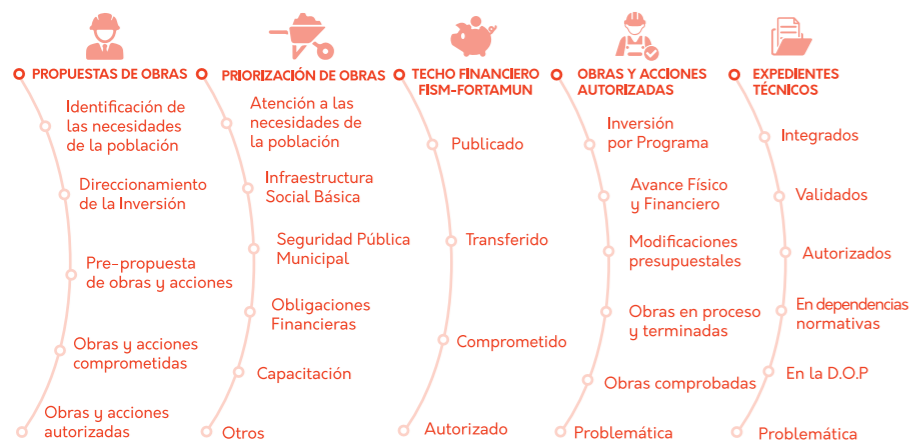 PROPUESTAS DE OBRAS
Identificación de
las necesidades
de la población
Direccionamiento
de la Inversión
Pre-propuesta
de obras y acciones
Obras y acciones
comprometidas
Obras y acciones
autorizadas
PRIORIZACIÓN DE OBRAS
Atención a las
necesidades de
la población
Infraestructura
Social Básica
Seguridad Pública
Municipal
Obligaciones
Financieras
Capacitación
Otros
TECHO FINANCIERO
FISM-FORTAMUN
Publicado
Transferido
Comprometido
Autorizado
OBRAS Y ACCIONES
AUTORIZADAS
Inversión
por Programa
Avance Físico
y Financiero
Modificaciones
presupuestales
Obras en proceso
y terminadas
Obras comprobadas
Problemática
EXPEDIENTES
TÉCNICOS
Integrados
Validados
Autorizados
En dependencias
normativas
En la D.O.P
Problemática